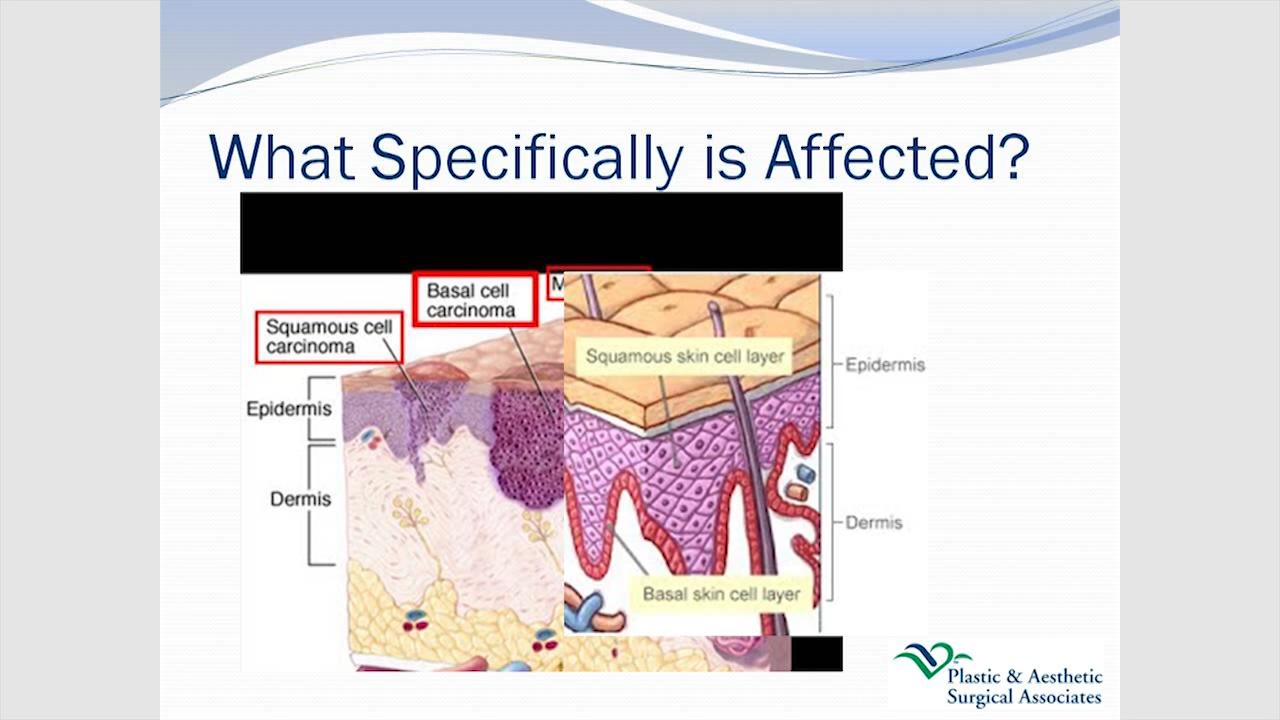 What Specifically is Affected?
Squamous cell
carcinoma
Basal cell
carcinoma
M
Epidermis
Dermis
Squamous skin cell layer
Basal skin cell layer
Epidermis
Dermis
Plastic & Aesthetic
Surgical Associates